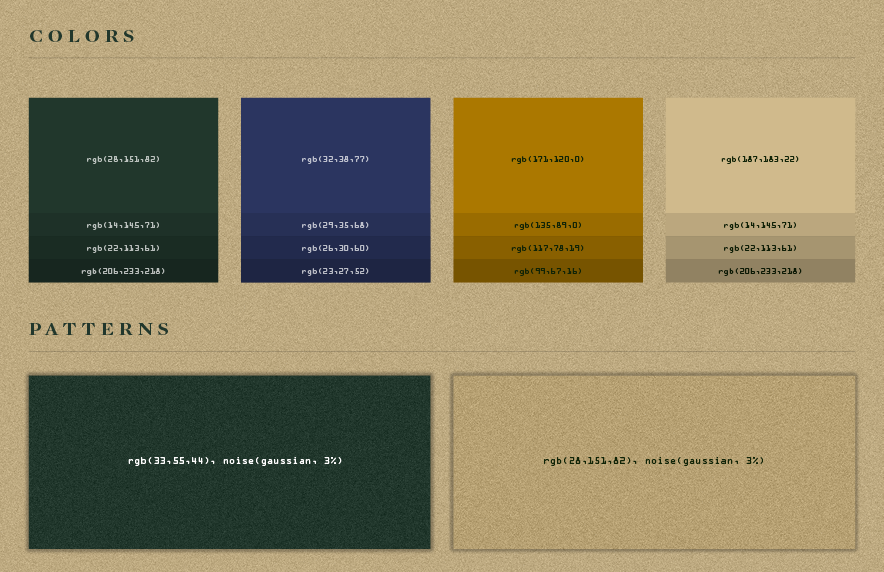 COLORS
rgb(28,151,82)
rgb(32,38,77)
rgb(171,120,0)
rgb(187,183,22)
rgb(14,145,71)
rgb(29,35,68)
rgb(135,89,0)
rgb(14,145,71)
rgb(22,113,61)
rgb(26,30,60)
rgb(117,78,19)
rgb(22,113,61)
rgb(206,233,218)
rgb(23,27,52)
rgb(99,67,16)
rgb(206,233,218)
PATTERNS
rgb(33,55,44), noise(gaussian, 3%)
rgb(28,151,82), noise(gaussian, 3%)